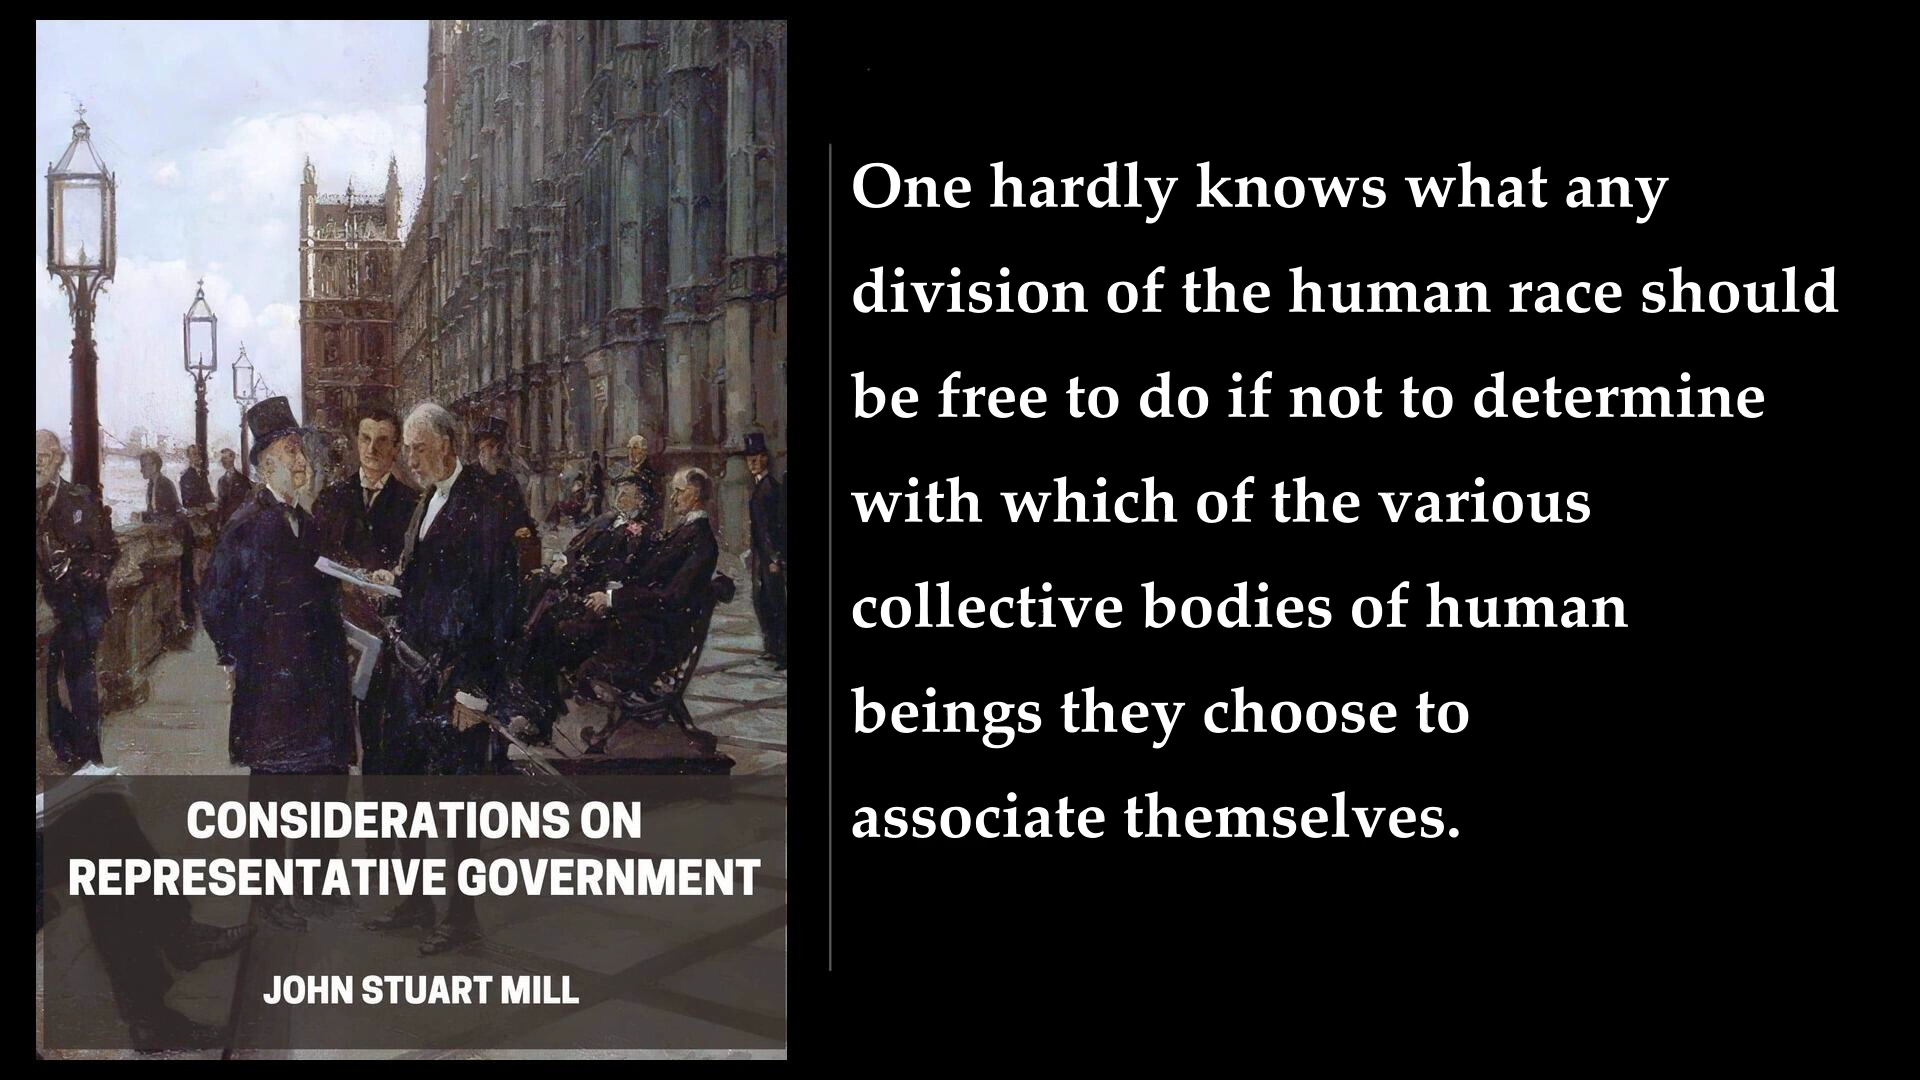 CONSIDERATIONS ON
REPRESENTATIVE GOVERNMENT
JOHN STUART MILL
One hardly knows what any
division of the human race should
be free to do if not to determine
with which of the various
collective bodies of human
beings they choose to
associate themselves.